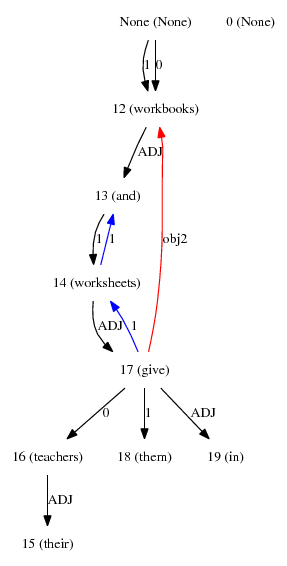 None (None) 0 (None)
1 0
12 (workbooks)
ADJ
13 (and)
obj2
1 1
14 (worksheets)
ADJ 1
17 (give)
0 1 ADJ
16 (teachers) 18 (thern) 19 (in)
ADJ
15 (their)